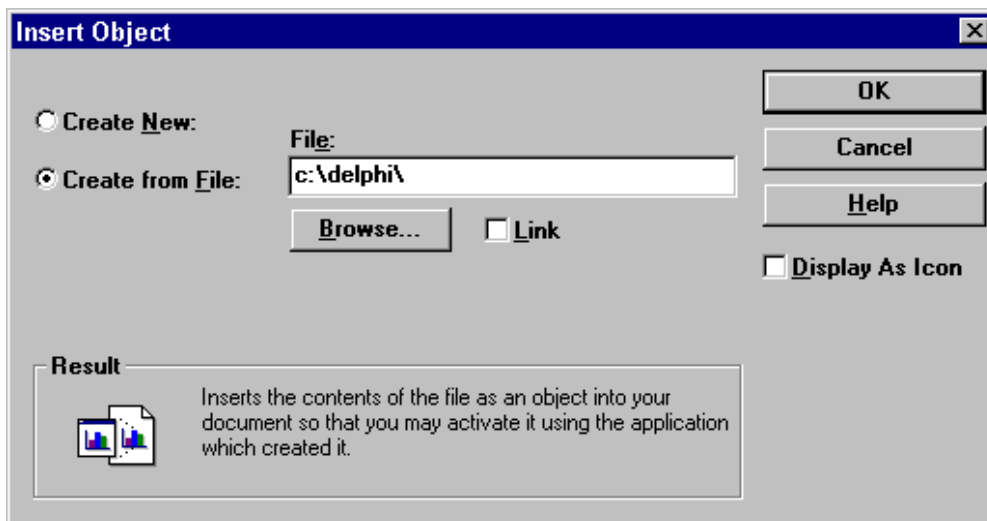 Insert Object
Create New:
Create from File:
File:
c:\delphi\
Browse...
Link
OK
Cancel
Help
Display As Icon
Result
Inserts the contents of the file as an object into your
document so that you may activate it using the application
which created it.